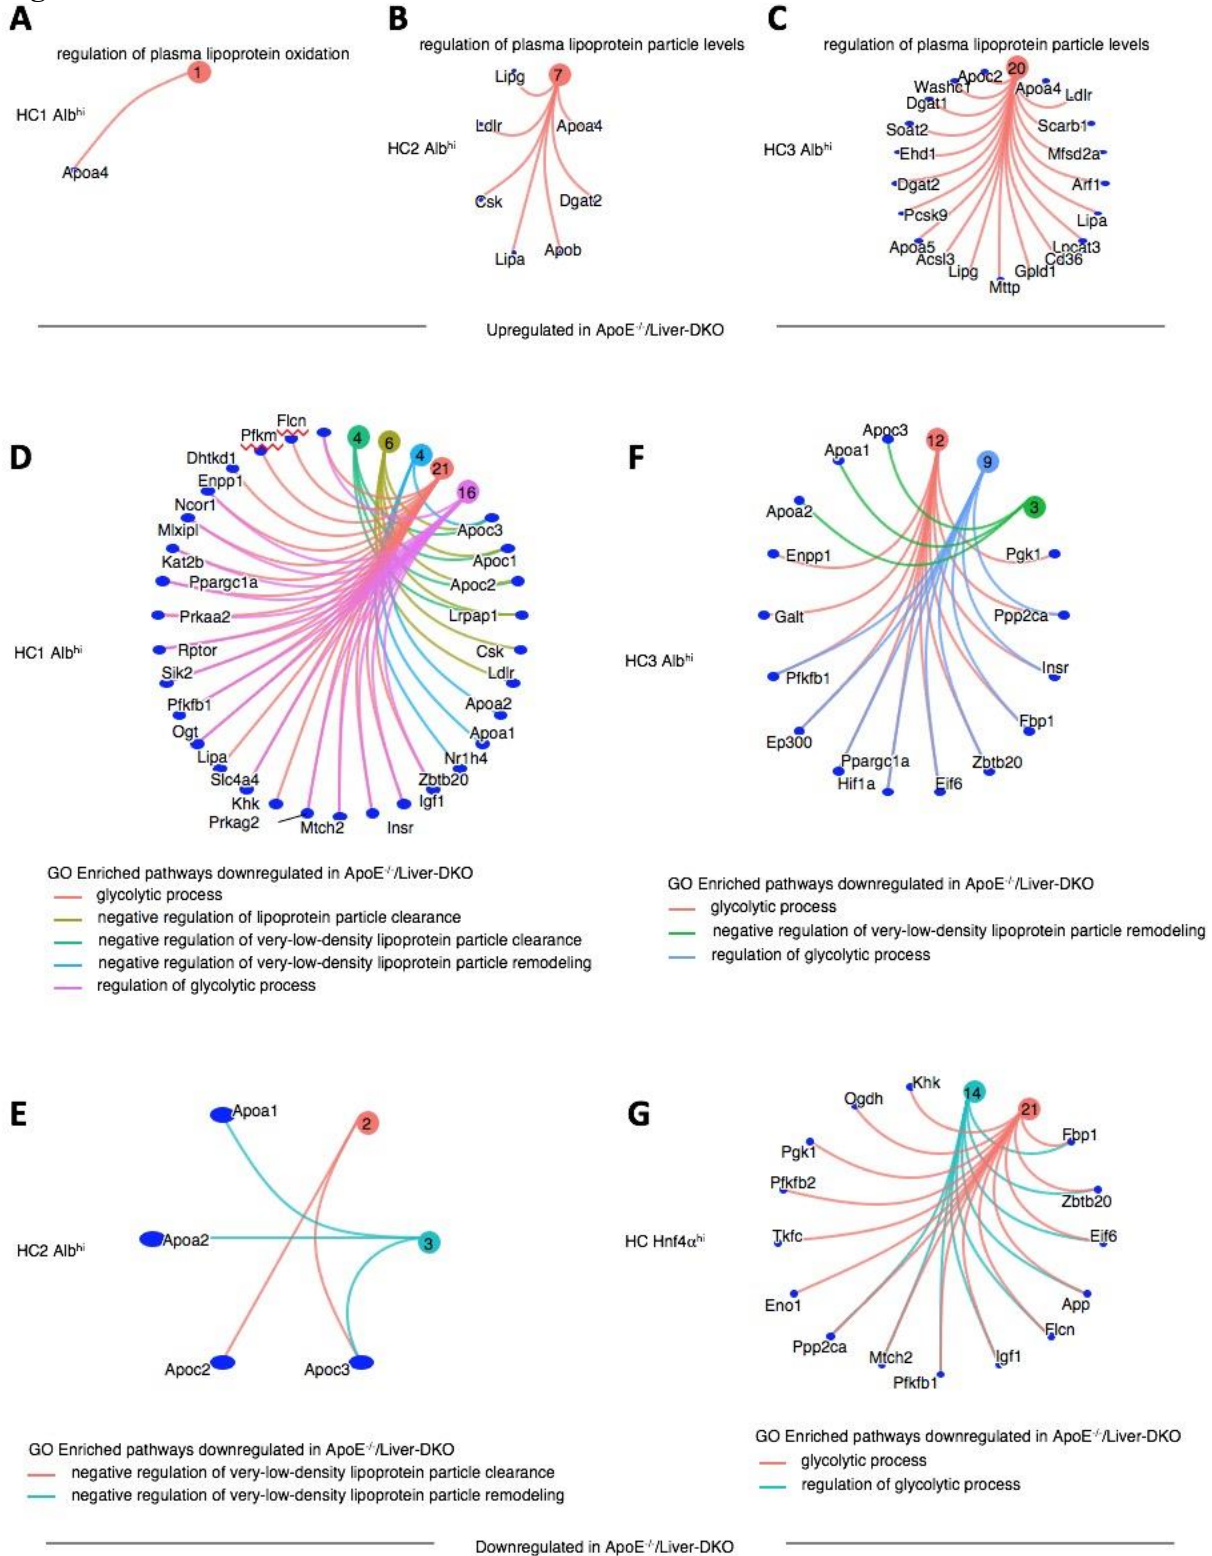 A
B
C
regulation of plasma lipoprotein oxidation
1
HC1 Alb^hi
Apoa4
regulation of plasma lipoprotein particle levels
7
Lipg
Ldlr
Apoa4
HC2 Alb^hi
Csk
Dgat2
Lipa
Apob
regulation of plasma lipoprotein particle levels
20
Apoc2
Washc1
Apoa4
Ldlr
Dgat1
Soat2
Scarb1
HC3 Alb^hi
Ehd1
Mfsd2a
Dgat2
Arf1
Pcsk9
Lipa
Apoa5
Lpcat3
Acsl3
Cd36
Lipg
Gpld1
Mttp
Upregulated in ApoE-/-/Liver-DKO
D
Flcn
Pfkm
4
6
4
21
16
Dhtkd1
Enpp1
Ncor1
Mlxipl
Apoc3
Kat2b
Apoc1
Ppargc1a
Apoc2
Prkaa2
Lrpap1
HC1 Alb^hi
Rptor
Csk
Sik2
Ldlr
Pfkfb1
Apoa2
Ogt
Apoa1
Lipa
Nr1h4
Slc4a4
Zbtb20
Khk
Igf1
Prkag2
Mtch2
Insr
GO Enriched pathways downregulated in ApoE-/-/Liver-DKO
glycolytic process
negative regulation of lipoprotein particle clearance
negative regulation of very-low-density lipoprotein particle clearance
negative regulation of very-low-density lipoprotein particle remodeling
regulation of glycolytic process
F
Apoc3
12
Apoa1
9
Apoa2
3
Enpp1
Pgk1
Galt
Ppp2ca
HC3 Alb^hi
Pfkfb1
Insr
Ep300
Fbp1
Ppargc1a
Zbtb20
Hif1a
Eif6
GO Enriched pathways downregulated in ApoE-/-/Liver-DKO
glycolytic process
negative regulation of very-low-density lipoprotein particle remodeling
regulation of glycolytic process
E
Apoa1
2
HC2 Alb^hi
Apoa2
3
Apoc2
Apoc3
GO Enriched pathways downregulated in ApoE-/-/Liver-DKO
negative regulation of very-low-density lipoprotein particle clearance
negative regulation of very-low-density lipoprotein particle remodeling
G
Khk
14
Ogdh
21
Pgk1
Fbp1
Pfkfb2
Zbtb20
HC Hnf4α^hi
Tkfc
Eif6
Eno1
App
Ppp2ca
Flcn
Mtch2
Igf1
Pfkfb1
GO Enriched pathways downregulated in ApoE-/-/Liver-DKO
glycolytic process
regulation of glycolytic process
Downregulated in ApoE-/-/Liver-DKO